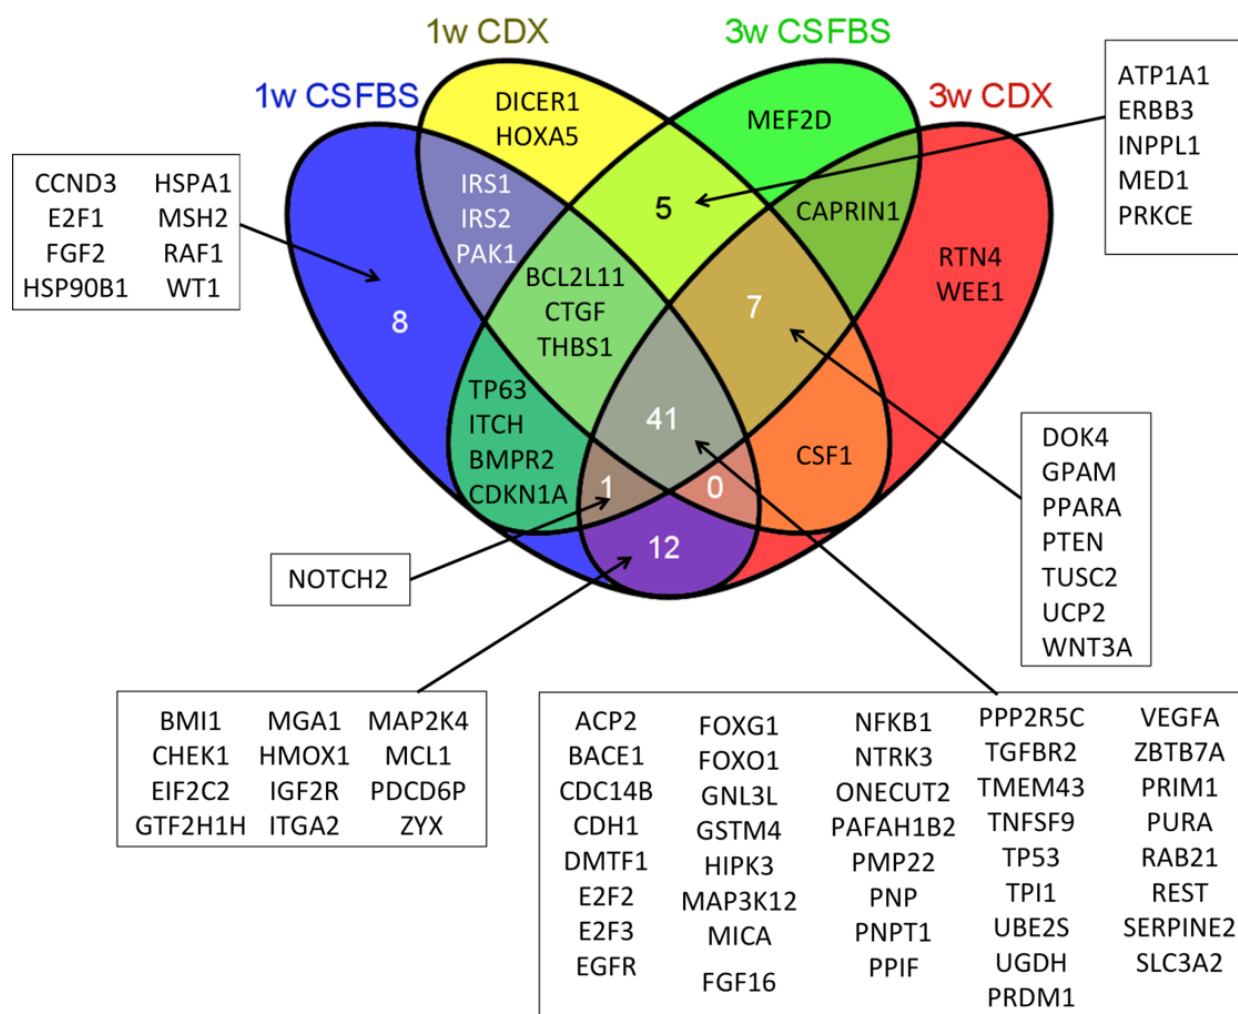 1w CDX
3w CSFBS
1w CSFBS
3w CDX
DICER1
HOXA5
MEF2D
ATP1A1
ERBB3
INPPL1
MED1
PRKCE
CCND3 HSPA1
E2F1 MSH2
FGF2 RAF1
HSP90B1 WT1
IRS1
IRS2
PAK1
5
CAPRIN1
RTN4
WEE1
8
BCL2L11
CTGF
THBS1
7
TP63
ITCH
BMPR2
CDKN1A
41
CSF1
1
0
12
NOTCH2
DOK4
GPAM
PPARA
PTEN
TUSC2
UCP2
WNT3A
BMI1 MGA1 MAP2K4
CHEK1 HMOX1 MCL1
EIF2C2 IGF2R PDCD6P
GTF2H1H ITGA2 ZYX
ACP2 FOXG1 NFKB1 PPP2R5C VEGFA
BACE1 FOXO1 NTRK3 TGFBR2 ZBTB7A
CDC14B GNL3L ONECUT2 TMEM43 PRIM1
CDH1 GSTM4 PAFAH1B2 TNFSF9 PURA
DMTF1 HIPK3 PMP22 TP53 RAB21
E2F2 MAP3K12 PNP TPI1 REST
E2F3 MICA PNPT1 UBE2S SERPINE2
EGFR FGF16 PPIF UGDH SLC3A2
PRDM1